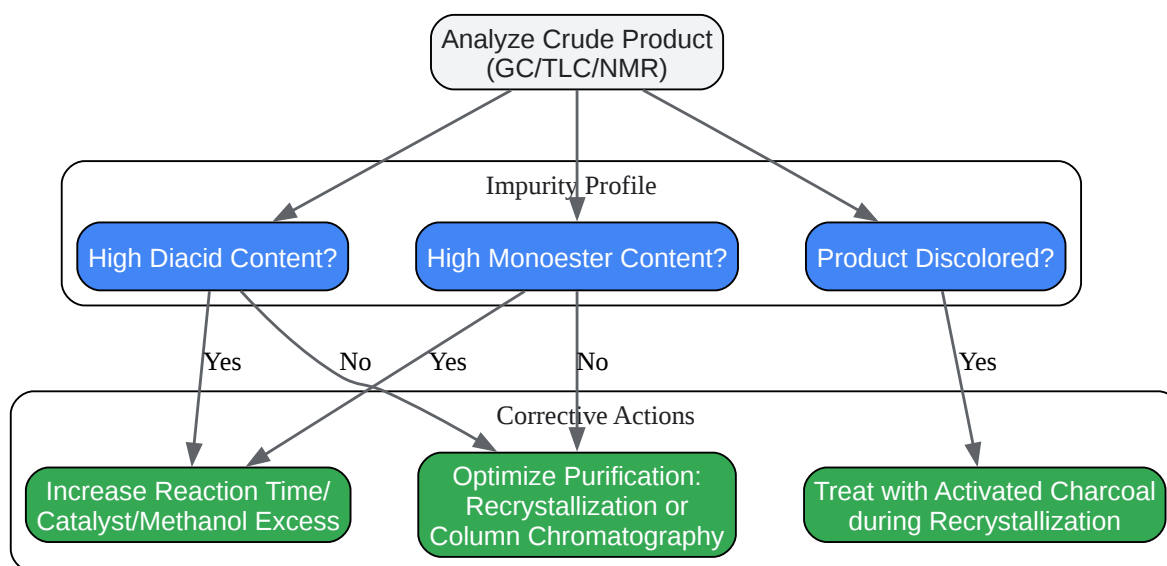 Analyze Crude Product
(GC/TLC/NMR)
Impurity Profile
High Diacid Content?
High Monoester Content?
Product Discolored?
Yes
No
Yes
No
Yes
Corrective Actions
Increase Reaction Time/
Catalyst/Methanol Excess
Optimize Purification:
Recrystallization or
Column Chromatography
Treat with Activated Charcoal
during Recrystallization